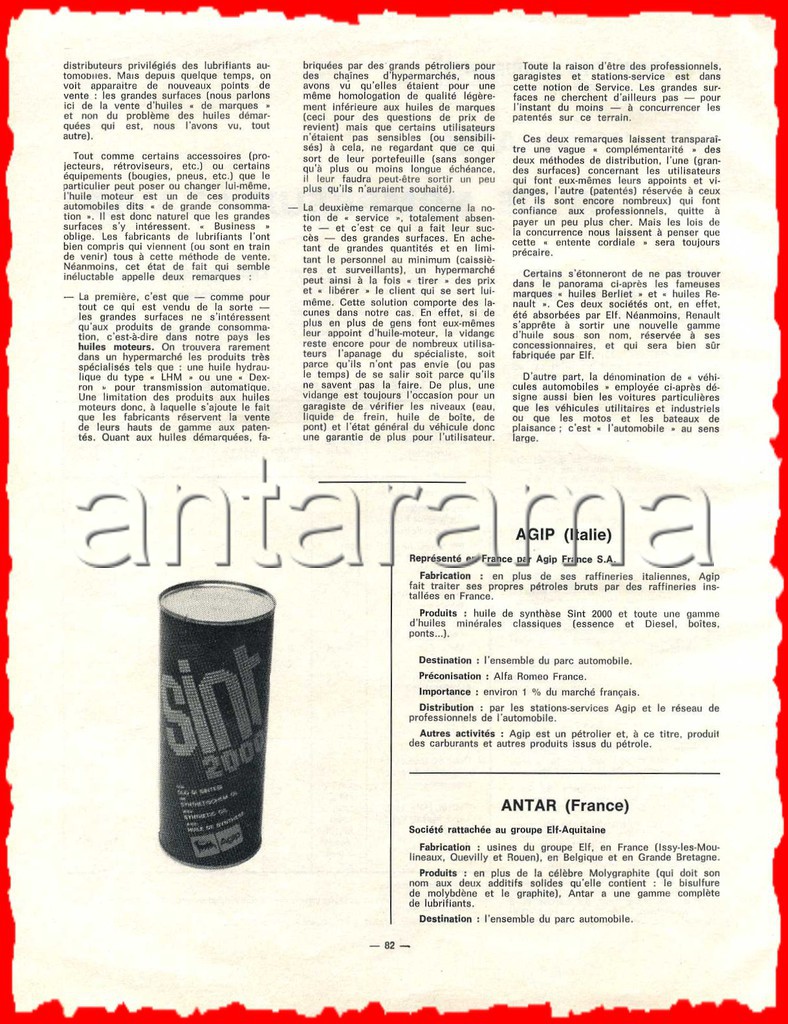 distributeurs privilégiés des lubrifiants au-
tomobiles. Mais depuis quelque temps, on
voit apparaitre de nouveaux points de
vente : les grandes surfaces (nous parlons
ici de la vente d'huiles « de marques »
et non du problème des huiles démar-
quées qui est, nous l'avons vu, tout
autre).
Tout comme certains accessoires (pro-
jecteurs, rétroviseurs, etc.) ou certains
équipements (bougies, pneus, etc.) que le
particulier peut poser ou changer lui-même,
l'huile moteur est un de ces produits
automobiles dits « de grande consomma-
tion ». Il est donc naturel que les grandes
surfaces s'y intéressent. « Business »
oblige. Les fabricants de lubrifiants l'ont
bien compris qui viennent (ou sont en train
de venir) tous à cette méthode de vente.
Néanmoins, cet état de fait qui semble
inéluctable appelle deux remarques :
— La première, c'est que — comme pour
tout ce qui est vendu de la sorte —
les grandes surfaces ne s'intéressent
qu'aux produits de grande consomma-
tion, c'est-à-dire dans notre pays les
huiles moteurs. On trouvera rarement
dans un hypermarché les produits très
spécialisés tels que : une huile hydrau-
lique du type « LHM » ou une « Dex-
ron » pour transmission automatique.
Une limitation des produits aux huiles
moteurs donc, à laquelle s'ajoute le fait
que les fabricants réservent la vente
de leurs hauts de gamme aux paten-
tés. Quant aux huiles démarquées, fa-
briquées par des grands pétroliers pour
des chaînes d'hypermarchés, nous
avons vu qu'elles étaient pour une
même homologation de qualité légère-
ment inférieure aux huiles de marques
(ceci pour des questions de prix de
revient) mais que certains utilisateurs
n'étaient pas sensibles (ou sensibili-
sés) à cela, ne regardant que ce qui
sort de leur portefeuille (sans songer
qu'à plus ou moins longue échéance,
il leur faudra peut-être sortir un peu
plus qu'ils n'auraient souhaité).
— La deuxième remarque concerne la no-
tion de « service », totalement absen-
te — et c'est ce qui a fait leur suc-
cès — des grandes surfaces. En ache-
tant de grandes quantités et en limi-
tant le personnel au minimum (caissiè-
res et surveillants), un hypermarché
peut ainsi à la fois « tirer » des prix
et « libérer » le client qui se sert lui-
même. Cette solution comporte des la-
cunes dans notre cas. En effet, si de
plus en plus de gens font eux-mêmes
leur appoint d'huile-moteur, la vidange
reste encore pour de nombreux utilisa-
teurs l'apanage du spécialiste, soit
parce qu'ils n'ont pas envie (ou pas
le temps) de se salir soit parce qu'ils
ne savent pas la faire. De plus, une
vidange est toujours l'occasion pour un
garagiste de vérifier les niveaux (eau,
liquide de frein, huile de boîte, de
pont) et l'état général du véhicule donc
une garantie de plus pour l'utilisateur.
Toute la raison d'être des professionnels,
garagistes et stations-service est dans
cette notion de Service. Les grandes sur-
faces ne cherchent d'ailleurs pas — pour
l'instant du moins — à concurrencer les
patentés sur ce terrain.
Ces deux remarques laissent transparaî-
tre une vague « complémentarité » des
deux méthodes de distribution, l'une (gran-
des surfaces) concernant les utilisateurs
qui font eux-mêmes leurs appoints et vi-
danges, l'autre (patentés) réservée à ceux
(et ils sont encore nombreux) qui font
confiance aux professionnels, quitte à
payer un peu plus cher. Mais les lois de
la concurrence nous laissent à penser que
cette « entente cordiale » sera toujours
précaire.
Certains s'étonneront de ne pas trouver
dans le panorama ci-après les fameuses
marques « huiles Berliet » et « huiles Re-
nault ». Ces deux sociétés ont, en effet,
été absorbées par Elf. Néanmoins, Renault
s'apprête à sortir une nouvelle gamme
d'huile sous son nom, réservée à ses
concessionnaires, et qui sera bien sûr
fabriquée par Elf.
D'autre part, la dénomination de « véhi-
cules automobiles » employée ci-après dé-
signe aussi bien les voitures particulières
que les véhicules utilitaires et industriels
ou que les motos et les bateaux de
plaisance ; c'est « l'automobile » au sens
large.
antarama
sint
2000
OLIO DI SINTESI
SYNTHETISCHEM OEL
SYNTHETIC OIL
HUILE DE SYNTHESE
AGIP
AGIP (Italie)
Représenté en France par Agip France S.A.
Fabrication : en plus de ses raffineries italiennes, Agip
fait traiter ses propres pétroles bruts par des raffineries ins-
tallées en France.
Produits : huile de synthèse Sint 2000 et toute une gamme
d'huiles minérales classiques (essence et Diesel, boîtes,
ponts...).
Destination : l'ensemble du parc automobile.
Préconisation : Alfa Romeo France.
Importance : environ 1 % du marché français.
Distribution : par les stations-services Agip et le réseau de
professionnels de l'automobile.
Autres activités : Agip est un pétrolier et, à ce titre, produit
des carburants et autres produits issus du pétrole.
ANTAR (France)
Société rattachée au groupe Elf-Aquitaine
Fabrication : usines du groupe Elf, en France (Issy-les-Mou-
lineaux, Quevilly et Rouen), en Belgique et en Grande Bretagne.
Produits : en plus de la célèbre Molygraphite (qui doit son
nom aux deux additifs solides qu'elle contient : le bisulfure
de molybdène et le graphite), Antar a une gamme complète
de lubrifiants.
Destination : l'ensemble du parc automobile.
— 82 —